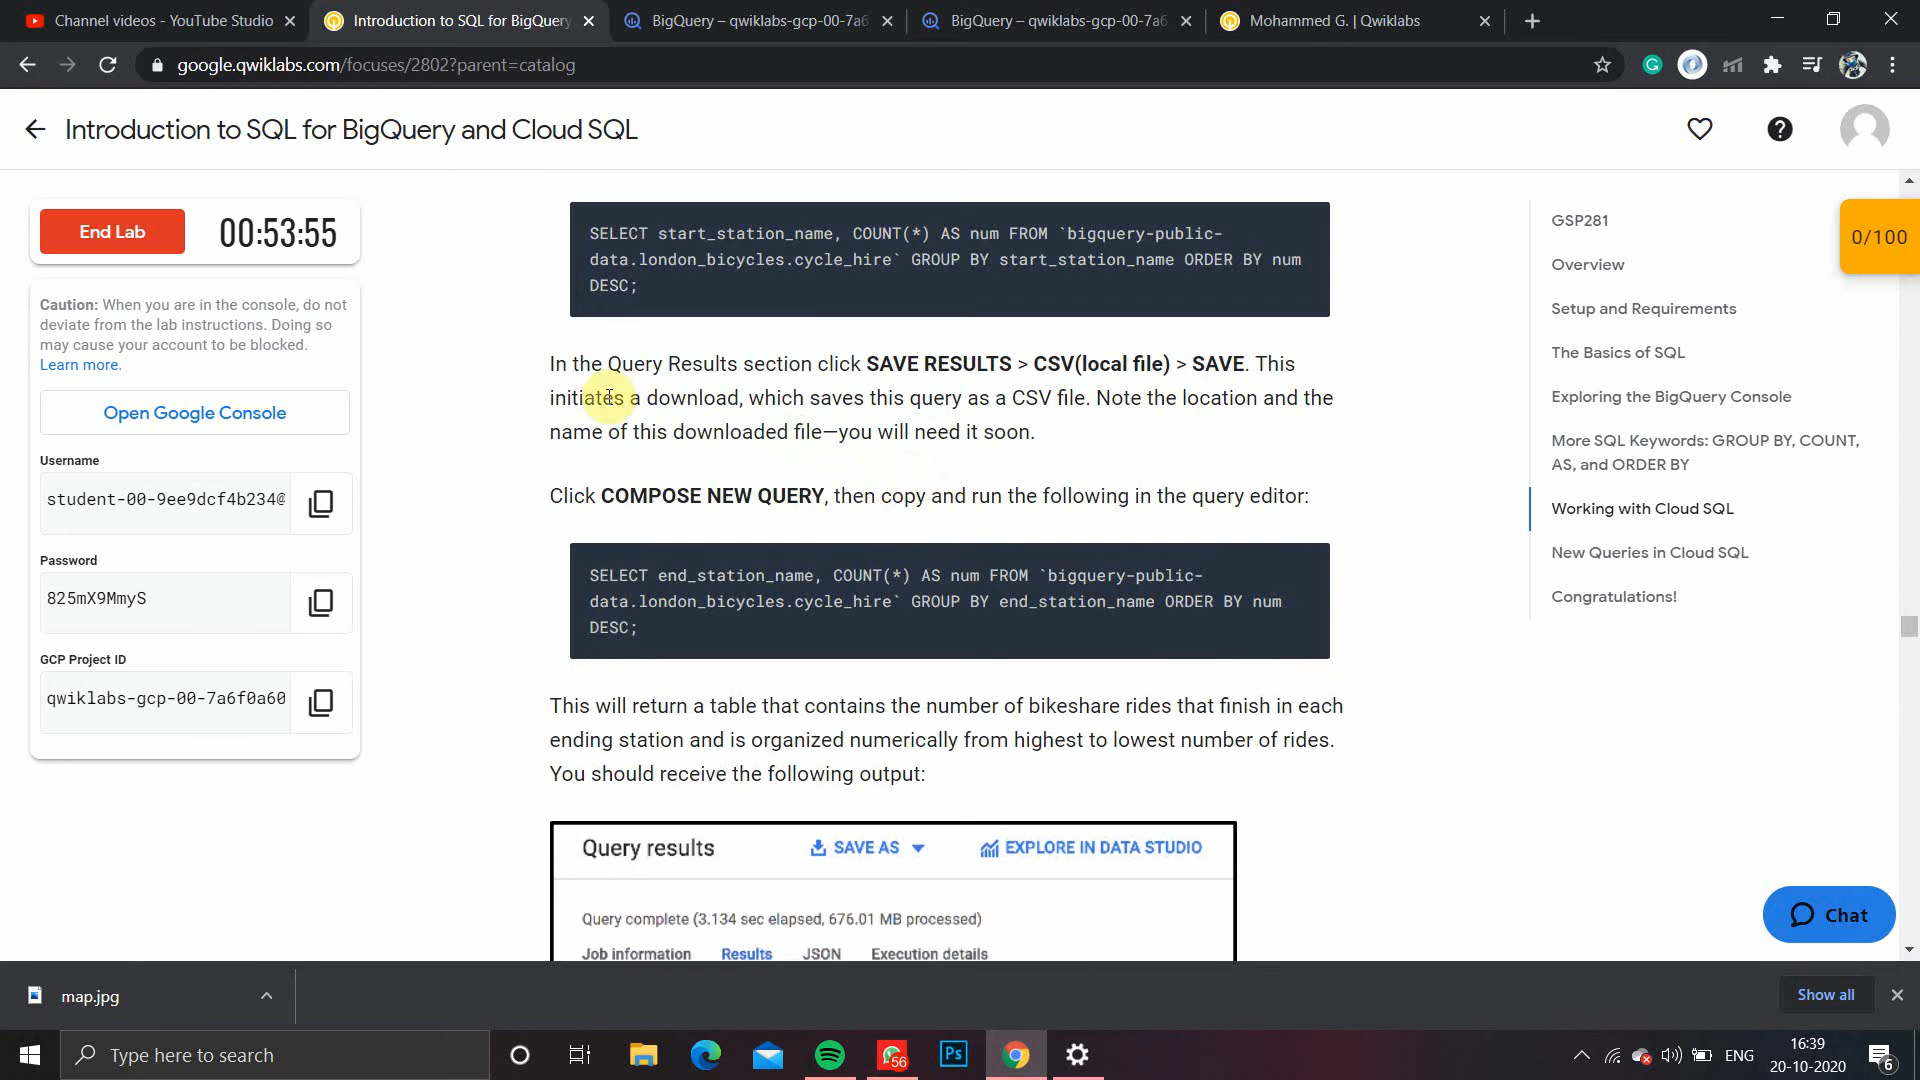 Channel videos - YouTube Studio
Introduction to SQL for BigQuery
BigQuery – qwiklabs-gcp-00-7a6
BigQuery – qwiklabs-gcp-00-7a6
Mohammed G. | Qwiklabs
google.qwiklabs.com/focuses/2802?parent=catalog
Introduction to SQL for BigQuery and Cloud SQL
End Lab
00:53:55
Caution: When you are in the console, do not
deviate from the lab instructions. Doing so
may cause your account to be blocked.
Learn more.
Open Google Console
Username
student-00-9ee9dcf4b234@
Password
825mX9MmyS
GCP Project ID
qwiklabs-gcp-00-7a6f0a60
SELECT start_station_name, COUNT(*) AS num FROM `bigquery-public-
data.london_bicycles.cycle_hire` GROUP BY start_station_name ORDER BY num
DESC;
In the Query Results section click SAVE RESULTS > CSV(local file) > SAVE. This
initiates a download, which saves this query as a CSV file. Note the location and the
name of this downloaded file—you will need it soon.
Click COMPOSE NEW QUERY, then copy and run the following in the query editor:
SELECT end_station_name, COUNT(*) AS num FROM `bigquery-public-
data.london_bicycles.cycle_hire` GROUP BY end_station_name ORDER BY num
DESC;
This will return a table that contains the number of bikeshare rides that finish in each
ending station and is organized numerically from highest to lowest number of rides.
You should receive the following output:
Query results
SAVE AS
EXPLORE IN DATA STUDIO
Query complete (3.134 sec elapsed, 676.01 MB processed)
Job information Results JSON Execution details
GSP281
Overview
Setup and Requirements
The Basics of SQL
Exploring the BigQuery Console
More SQL Keywords: GROUP BY, COUNT,
AS, and ORDER BY
Working with Cloud SQL
New Queries in Cloud SQL
Congratulations!
0/100
Chat
map.jpg
Show all
Type here to search
56
Ps
ENG
16:39
20-10-2020
6